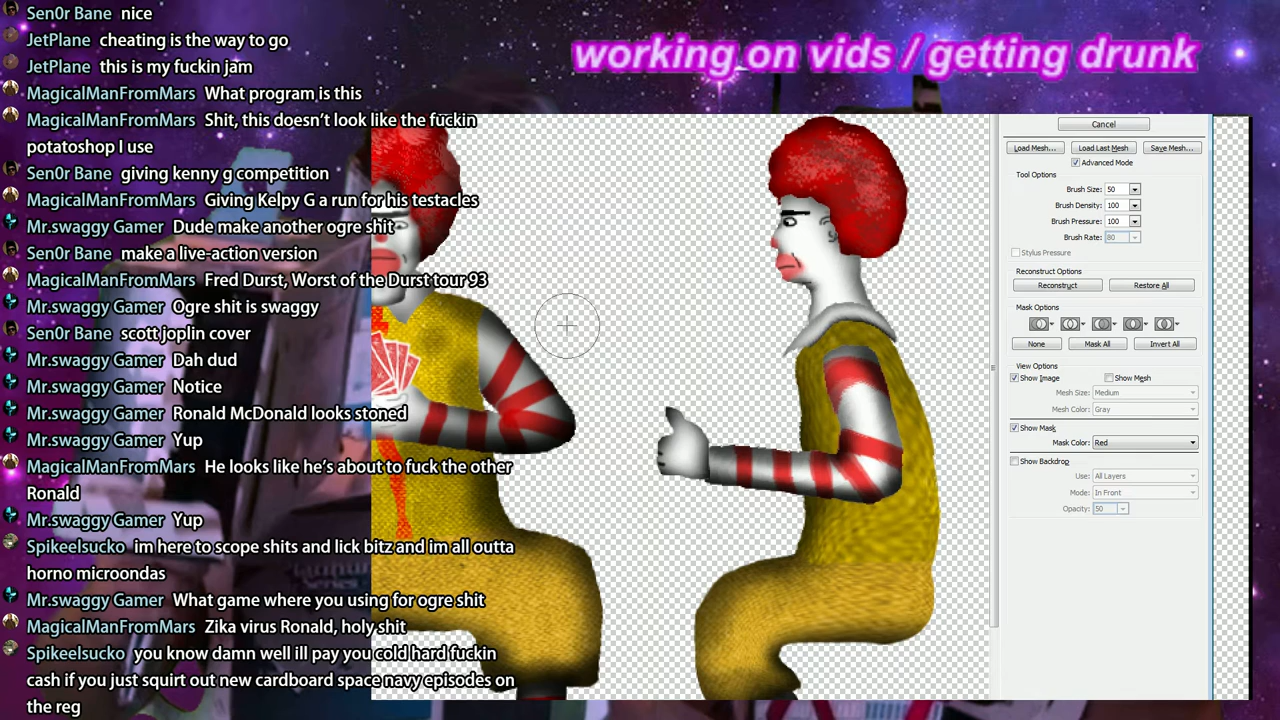 Sen0r Bane nice
JetPlane cheating is the way to go
JetPlane this is my fuckin jam
MagicalManFromMars What program is this
MagicalManFromMars Shit, this doesn't look like the fuckin
potatoshop I use
Sen0r Bane giving kenny g competition
MagicalManFromMars Giving Kelpy G a run for his testacles
Mr.swaggy Gamer Dude make another ogre shit
Sen0r Bane make a live-action version
MagicalManFromMars Fred Durst, Worst of the Durst tour 93
Mr.swaggy Gamer Ogre shit is swaggy
Sen0r Bane scott joplin cover
Mr.swaggy Gamer Dah dud
Mr.swaggy Gamer Notice
Mr.swaggy Gamer Ronald McDonald looks stoned
Mr.swaggy Gamer Yup
MagicalManFromMars He looks like he's about to fuck the other
Ronald
Mr.swaggy Gamer Yup
Spikeelsucko im here to scope shits and lick bitz and im all outta
horno microondas
Mr.swaggy Gamer What game where you using for ogre shit
MagicalManFromMars Zika virus Ronald, holy shit
Spikeelsucko you know damn well ill pay you cold hard fuckin
cash if you just squirt out new cardboard space navy episodes on
the reg
working on vids / getting drunk
Cancel
Load Mesh... Load Last Mesh Save Mesh...
Advanced Mode
Tool Options
Brush Size: 50
Brush Density: 100
Brush Pressure: 100
Brush Rate: 80
Stylus Pressure
Reconstruct Options
Reconstruct Restore All
Mask Options
None Mask All Invert All
View Options
Show Image Show Mesh
Mesh Size: Medium
Mesh Color: Gray
Show Mask
Mask Color: Red
Show Backdrop
Use: All Layers
Mode: In Front
Opacity: 50